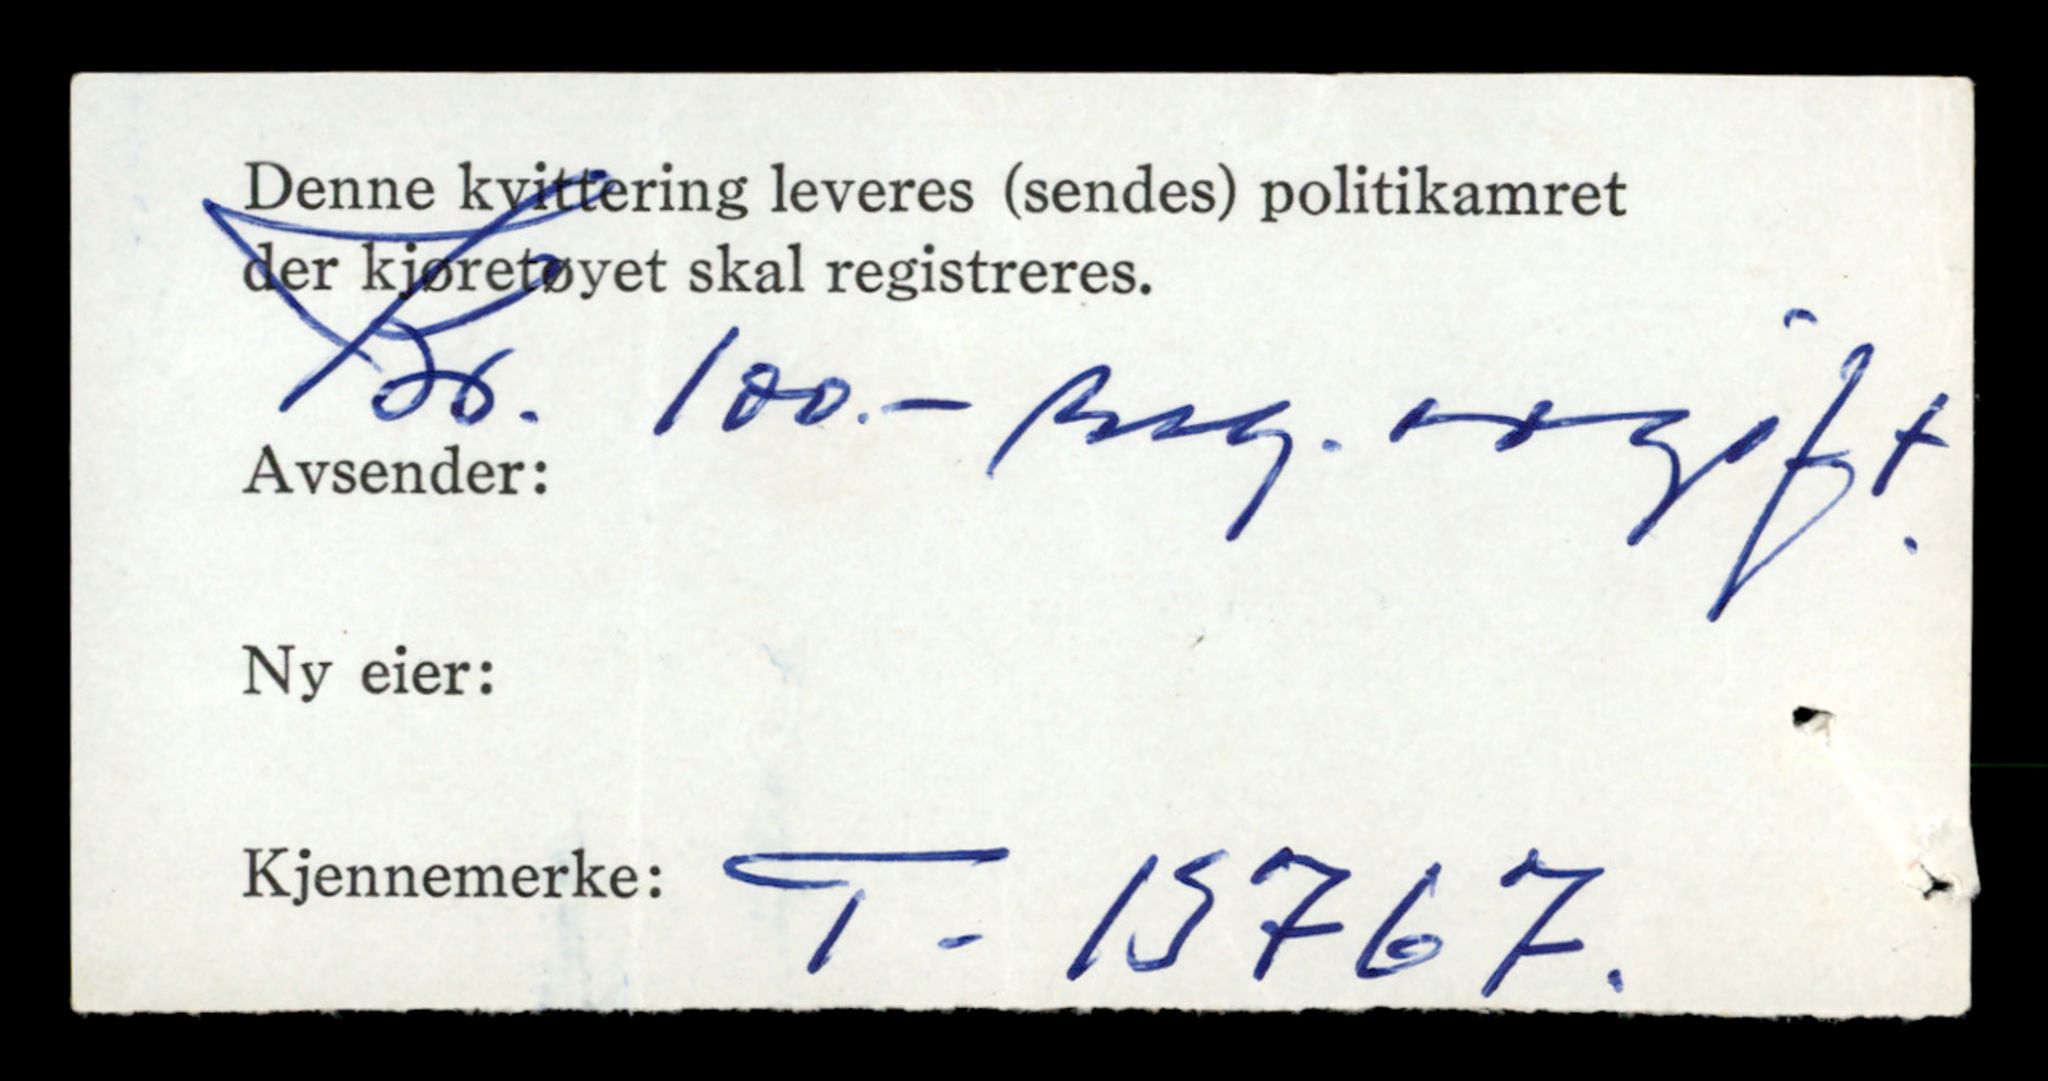 Denne kvittering leveres (sendes) politikamret
der kjøretøyet skal registreres.
Kr. 100.- reg. avgift.
Avsender:
Ny eier:
Kjennemerke: T- 15767.